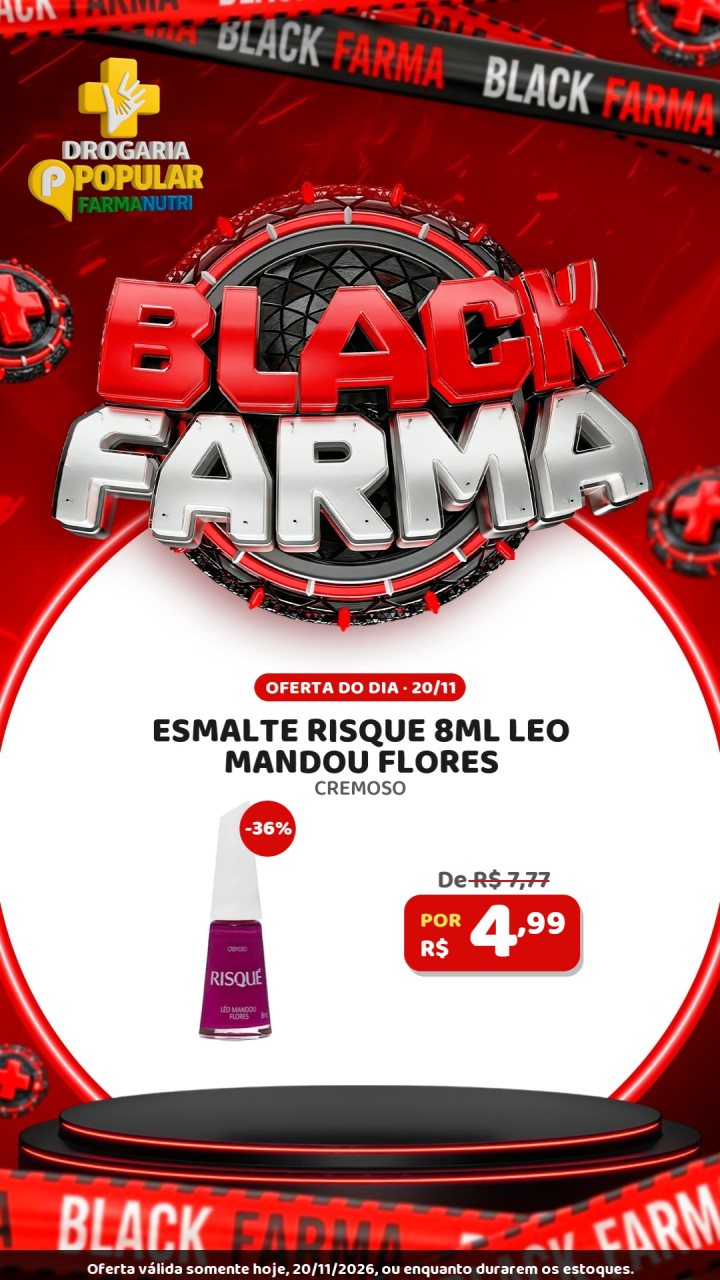 BLACK FARMA
BLACK FARMA BLACK FARMA
DROGARIA
P POPULAR
FARMANUTRI
BLACK
FARMA
OFERTA DO DIA · 20/11
ESMALTE RISQUE 8ML LEO
MANDOU FLORES
CREMOSO
-36%
De R$ 7,77
POR
R$ 4,99
CREMOSO
RISQUÉ
LÉO MANDOU
FLORES
BLACK FARMA
Oferta válida somente hoje, 20/11/2026, ou enquanto durarem os estoques.